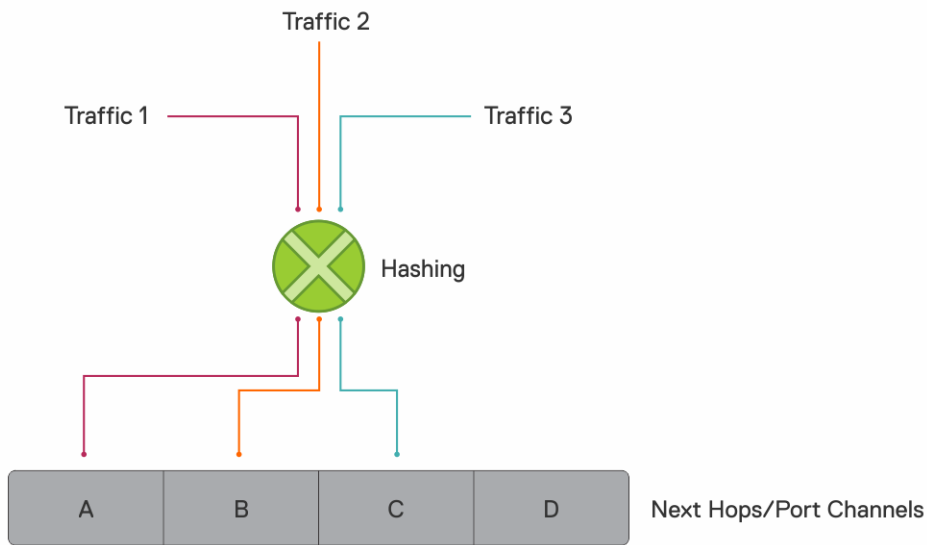 Traffic 2
Traffic 1
Traffic 3
Hashing
A
B
C
D
Next Hops/Port Channels